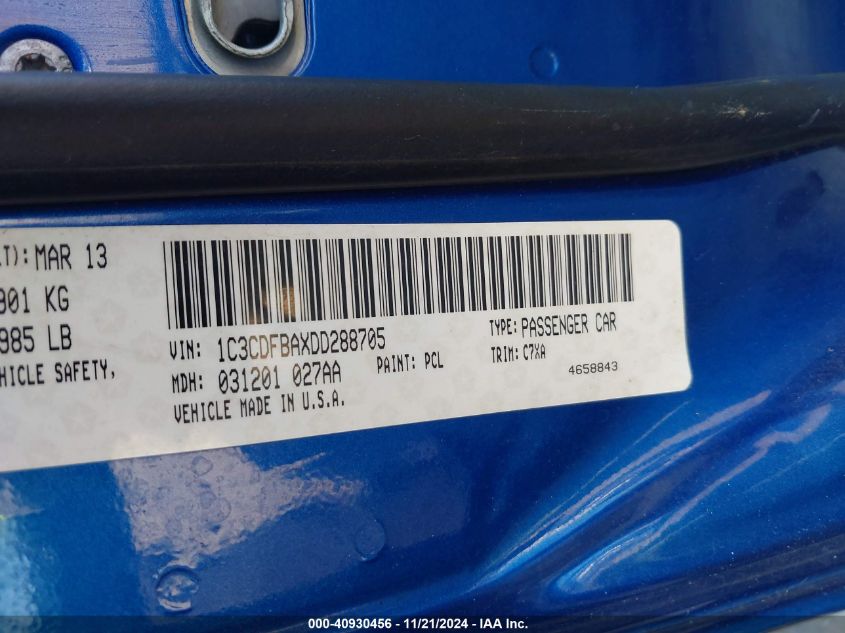 .T): MAR 13
901 KG
985 LB
HICLE SAFETY,
VIN: 1C3CDFBAXDD288705
TYPE: PASSENGER CAR
MDH: 031201 027AA
PAINT: PCL
TRIM: C7XA
VEHICLE MADE IN U.S.A.
4658843
000-40930456 - 11/21/2024 - IAA Inc.